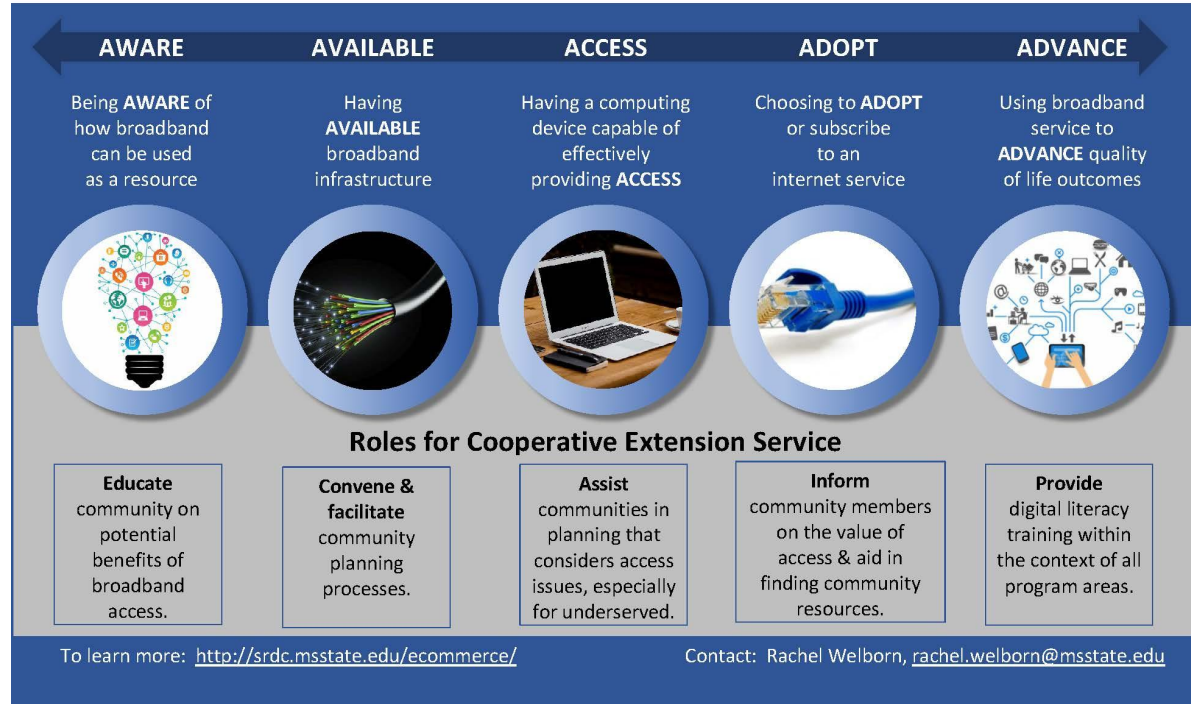 AWARE
AVAILABLE
ACCESS
ADOPT
ADVANCE
Being AWARE of
how broadband
can be used
as a resource
Having
AVAILABLE
broadband
infrastructure
Having a computing
device capable of
effectively
providing ACCESS
Choosing to ADOPT
or subscribe
to an
internet service
Using broadband
service to
ADVANCE quality
of life outcomes
Roles for Cooperative Extension Service
Educate
community on
potential
benefits of
broadband
access.
Convene &
facilitate
community
planning
processes.
Assist
communities in
planning that
considers access
issues, especially
for underserved.
Inform
community members
on the value of
access & aid in
finding community
resources.
Provide
digital literacy
training within
the context of all
program areas.
To learn more: http://srdc.msstate.edu/ecommerce/
Contact: Rachel Welborn, rachel.welborn@msstate.edu